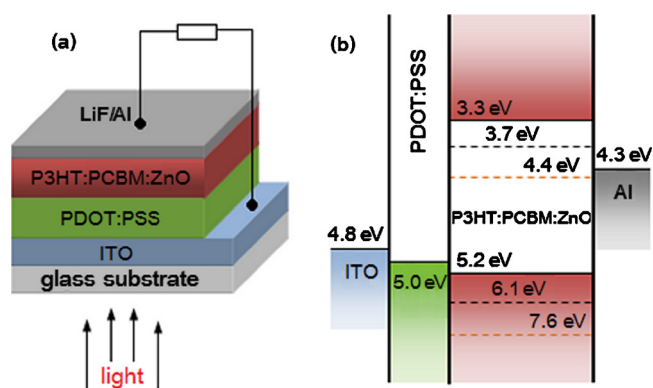 (a)
LiF/Al
P3HT:PCBM:ZnO
PDOT:PSS
ITO
glass substrate
light
(b)
PDOT:PSS
3.3 eV
3.7 eV
4.4 eV
4.3 eV
Al
P3HT:PCBM:ZnO
4.8 eV
ITO
5.2 eV
5.0 eV
6.1 eV
7.6 eV